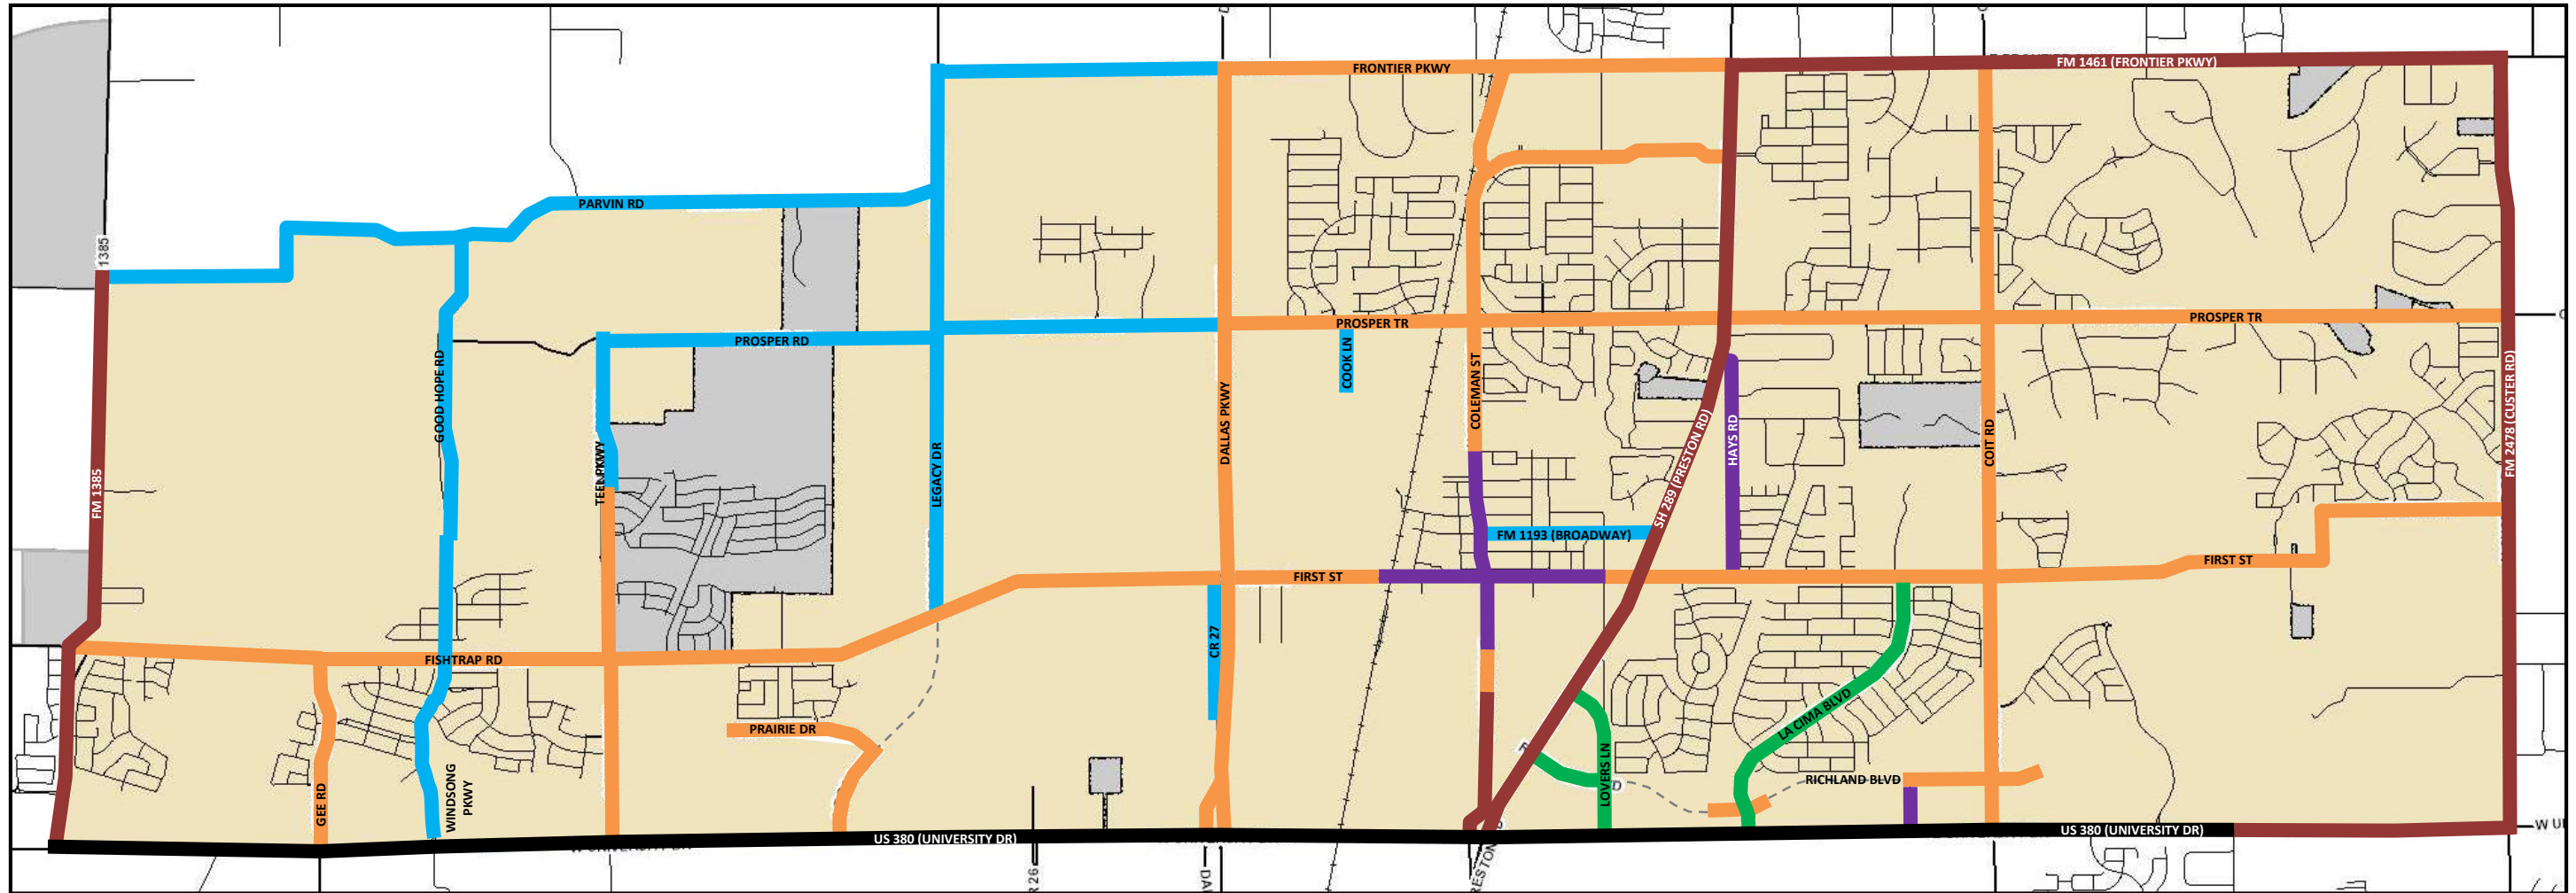 FRONTIER PKWY
FM 1461 (FRONTIER PKWY)
PARVIN RD
1385
PROSPER TR
PROSPER TR
PROSPER RD
COOK LN
GOOD HOPE RD
COLEMAN ST
DALLAS PKWY
HAYS RD
COIT RD
FM 2478 (CUSTER RD)
TEEL PKWY
LEGACY DR
SH 289 (PRESTON RD)
FM 1385
FM 1193 (BROADWAY)
FIRST ST
FIRST ST
CR 27
FISHTRAP RD
PRAIRIE DR
LA CIMA BLVD
LOVERS LN
RICHLAND BLVD
GEE RD
WINDSONG
PKWY
US 380 (UNIVERSITY DR)
US 380 (UNIVERSITY DR)